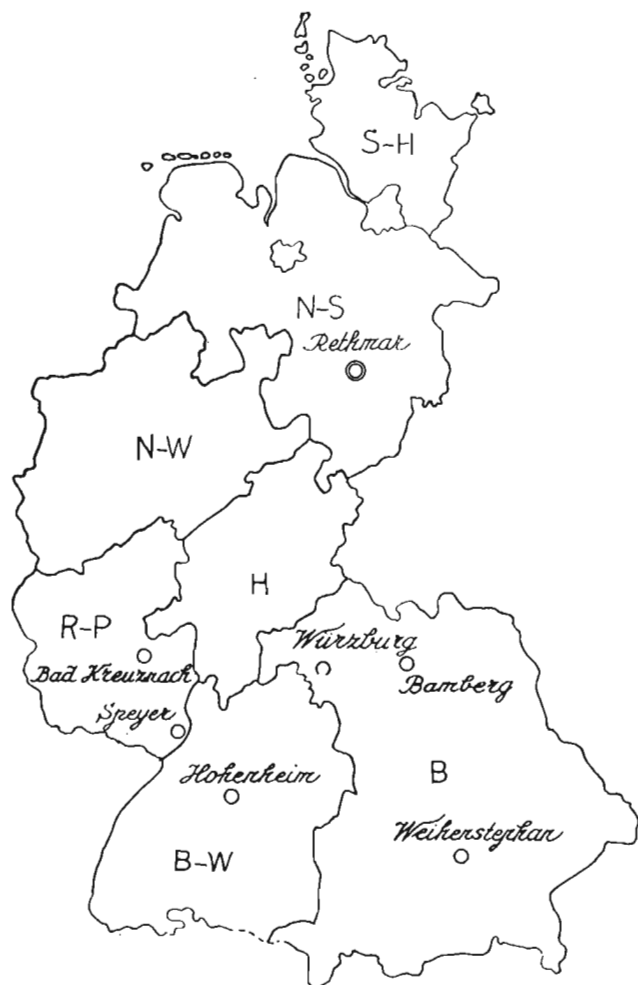 S-H
N-S
Rethmar
N-W
H
R-P
Würzburg
Bad Kreuznach
Bamberg
Speyer
Hohenheim
B
Weihenstephan
B-W